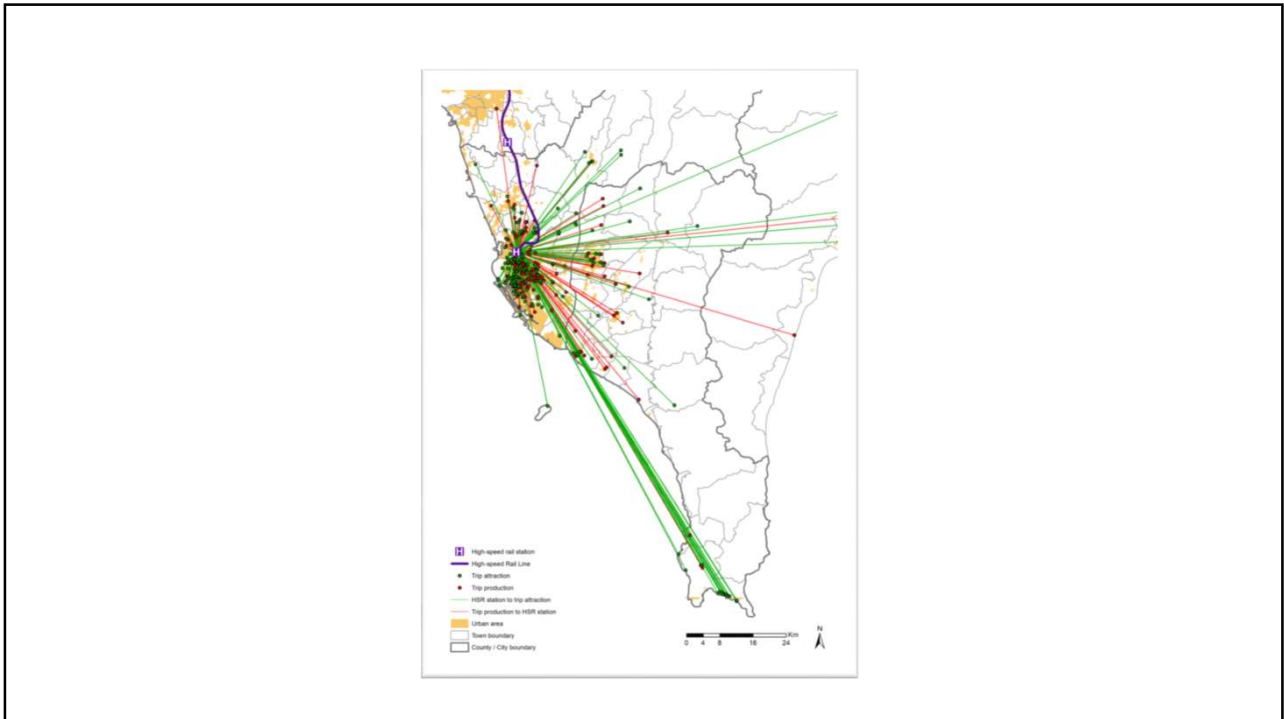 H
H
H High-speed rail station
High-speed Rail Line
Trip attraction
Trip production
HSR station to trip attraction
Trip production to HSR station
Urban area
Town boundary
County / City boundary
Km
0 4 8 16 24
N